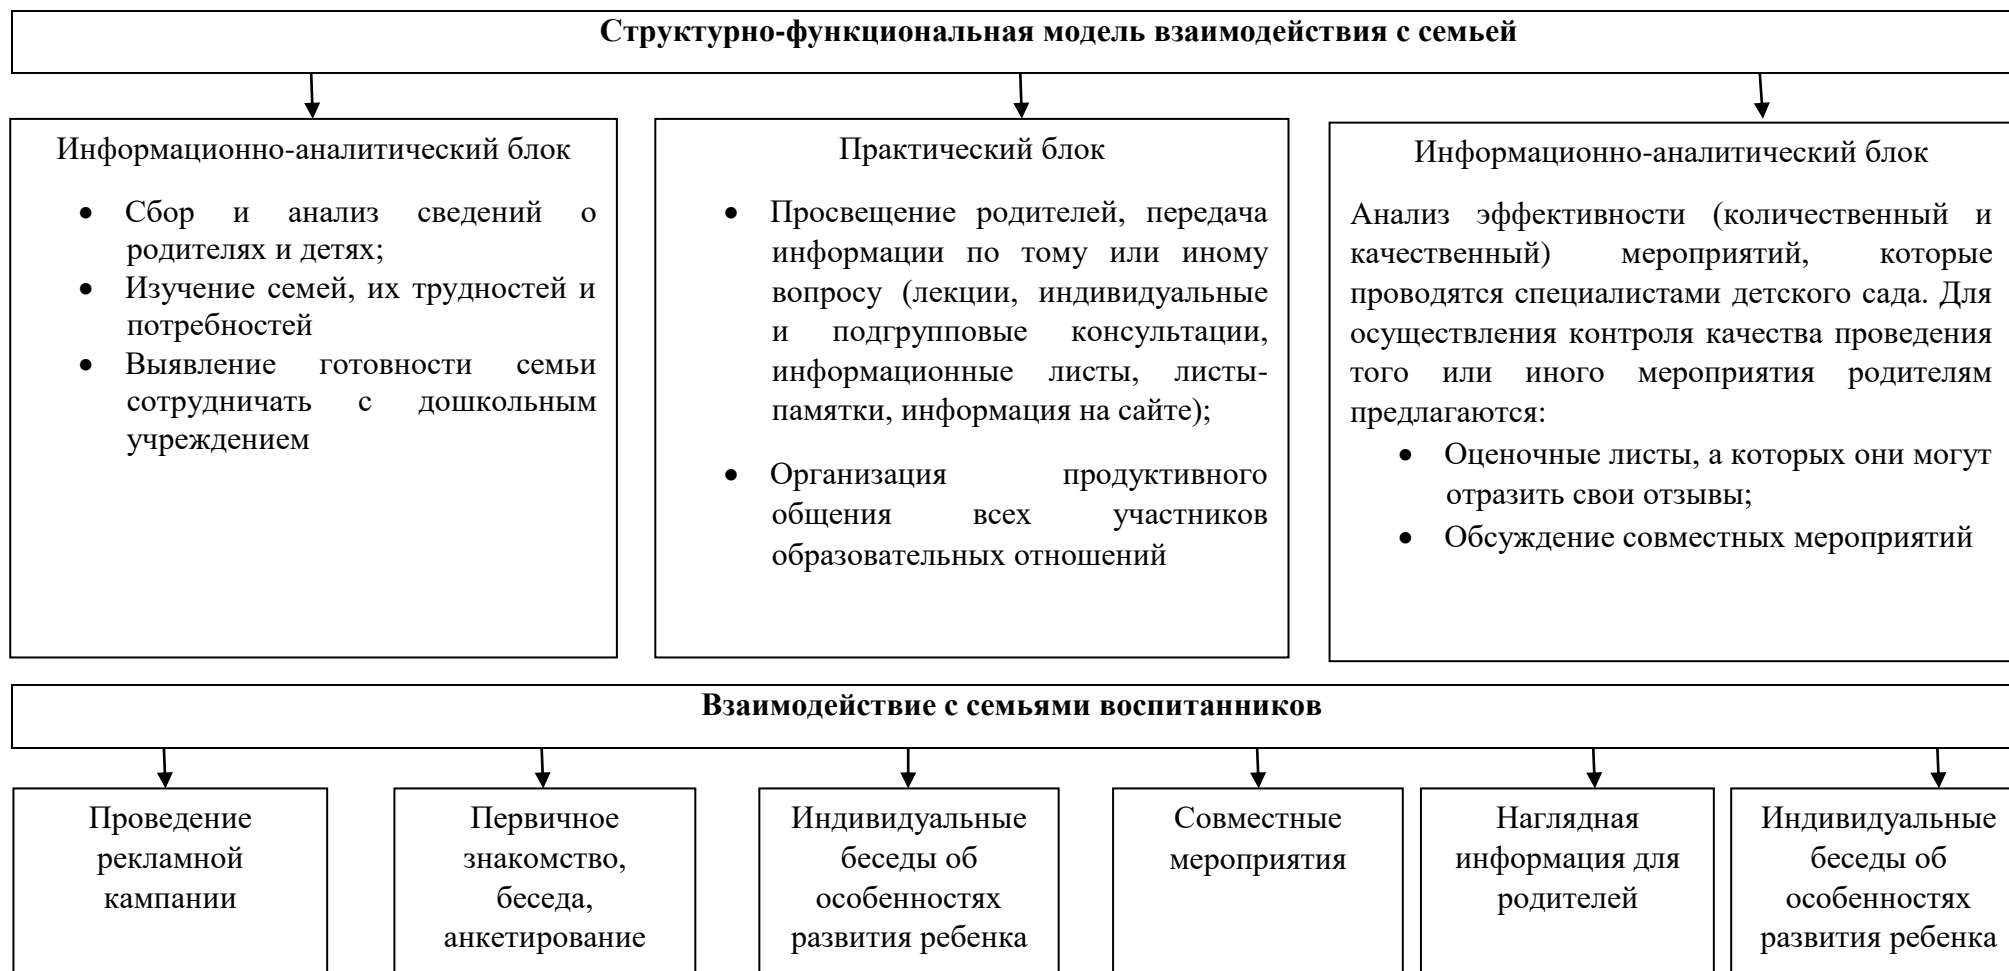 Структурно-функциональная модель взаимодействия с семьей
Информационно-аналитический блок
• Сбор и анализ сведений о
родителях и детях;
• Изучение семей, их трудностей и
потребностей
• Выявление готовности семьи
сотрудничать с дошкольным
учреждением
Практический блок
• Просвещение родителей, передача
информации по тому или иному
вопросу (лекции, индивидуальные
и подгрупповые консультации,
информационные листы, листы-
памятки, информация на сайте);
• Организация продуктивного
общения всех участников
образовательных отношений
Информационно-аналитический блок
Анализ эффективности (количественный и
качественный) мероприятий, которые
проводятся специалистами детского сада. Для
осуществления контроля качества проведения
того или иного мероприятия родителям
предлагаются:
• Оценочные листы, а которых они могут
отразить свои отзывы;
• Обсуждение совместных мероприятий
Взаимодействие с семьями воспитанников
Проведение
рекламной
кампании
Первичное
знакомство,
беседа,
анкетирование
Индивидуальные
беседы об
особенностях
развития ребенка
Совместные
мероприятия
Наглядная
информация для
родителей
Индивидуальные
беседы об
особенностях
развития ребенка